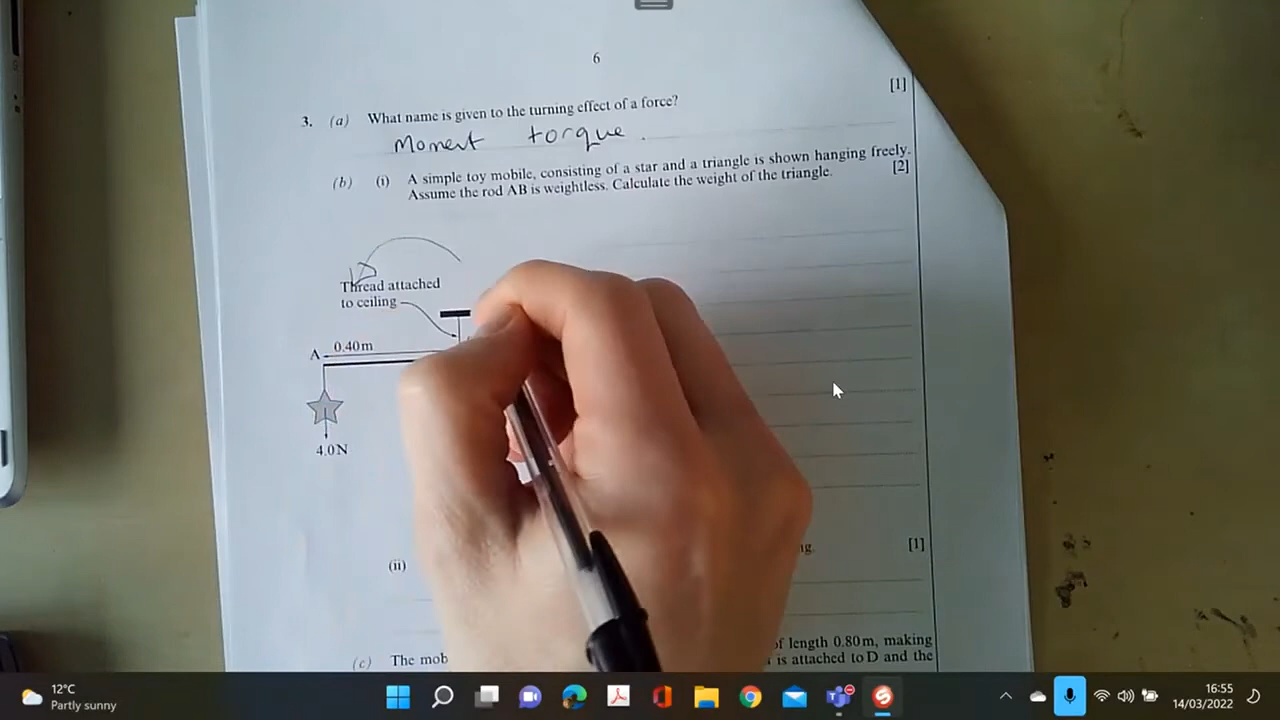 6
[1]
3. (a) What name is given to the turning effect of a force?
Moment torque.
(b) (i) A simple toy mobile, consisting of a star and a triangle is shown hanging freely.
Assume the rod AB is weightless. Calculate the weight of the triangle. [2]
Thread attached
to ceiling
A 0.40m
4.0N
[1]
(ii)
of length 0.80m, making
(c) The mob
is attached to D and the
12°C
Partly sunny
16:55
14/03/2022